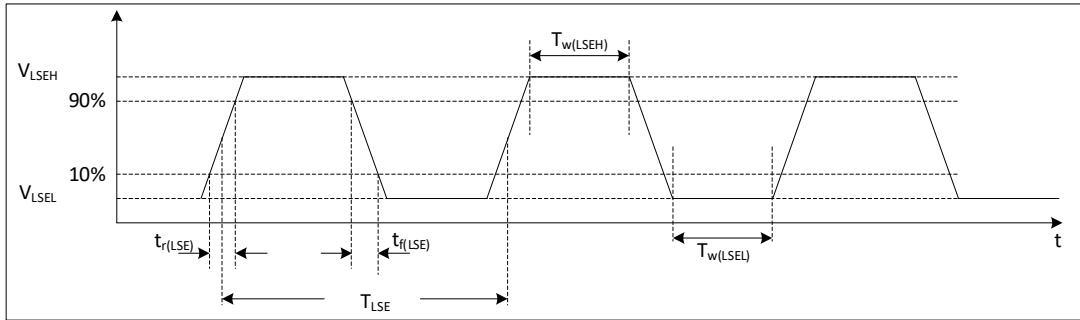 T_w(LSEH)
V_LSEH
90%
10%
V_LSEL
t_r(LSE)
t_f(LSE)
T_w(LSEL)
t
T_LSE